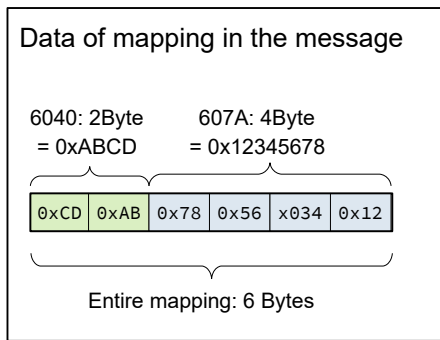 Data of mapping in the message
6040: 2Byte
= 0xABCD
607A: 4Byte
= 0x12345678
0xCD 0xAB 0x78 0x56 x034 0x12
Entire mapping: 6 Bytes